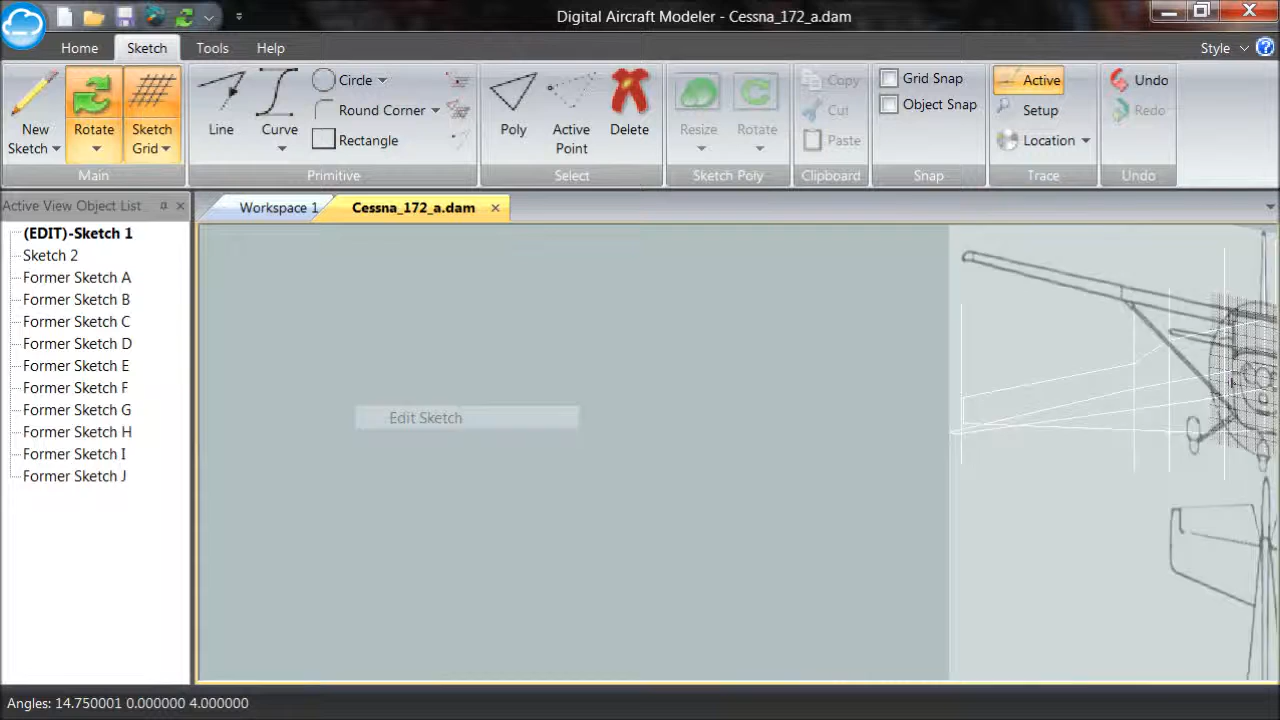 Digital Aircraft Modeler - Cessna_172_a.dam
Home Sketch Tools Help Style
New Sketch
Rotate
Sketch Grid
Main
Line
Curve
Circle
Round Corner
Rectangle
Primitive
Poly
Active Point
Delete
Select
Resize
Rotate
Sketch Poly
Copy
Cut
Paste
Clipboard
Grid Snap
Object Snap
Snap
Active
Setup
Location
Trace
Undo
Redo
Undo
Active View Object List
Workspace 1
Cessna_172_a.dam
(EDIT)-Sketch 1
Sketch 2
Former Sketch A
Former Sketch B
Former Sketch C
Former Sketch D
Former Sketch E
Former Sketch F
Former Sketch G
Former Sketch H
Former Sketch I
Former Sketch J
Edit Sketch
Angles: 14.750001 0.000000 4.000000